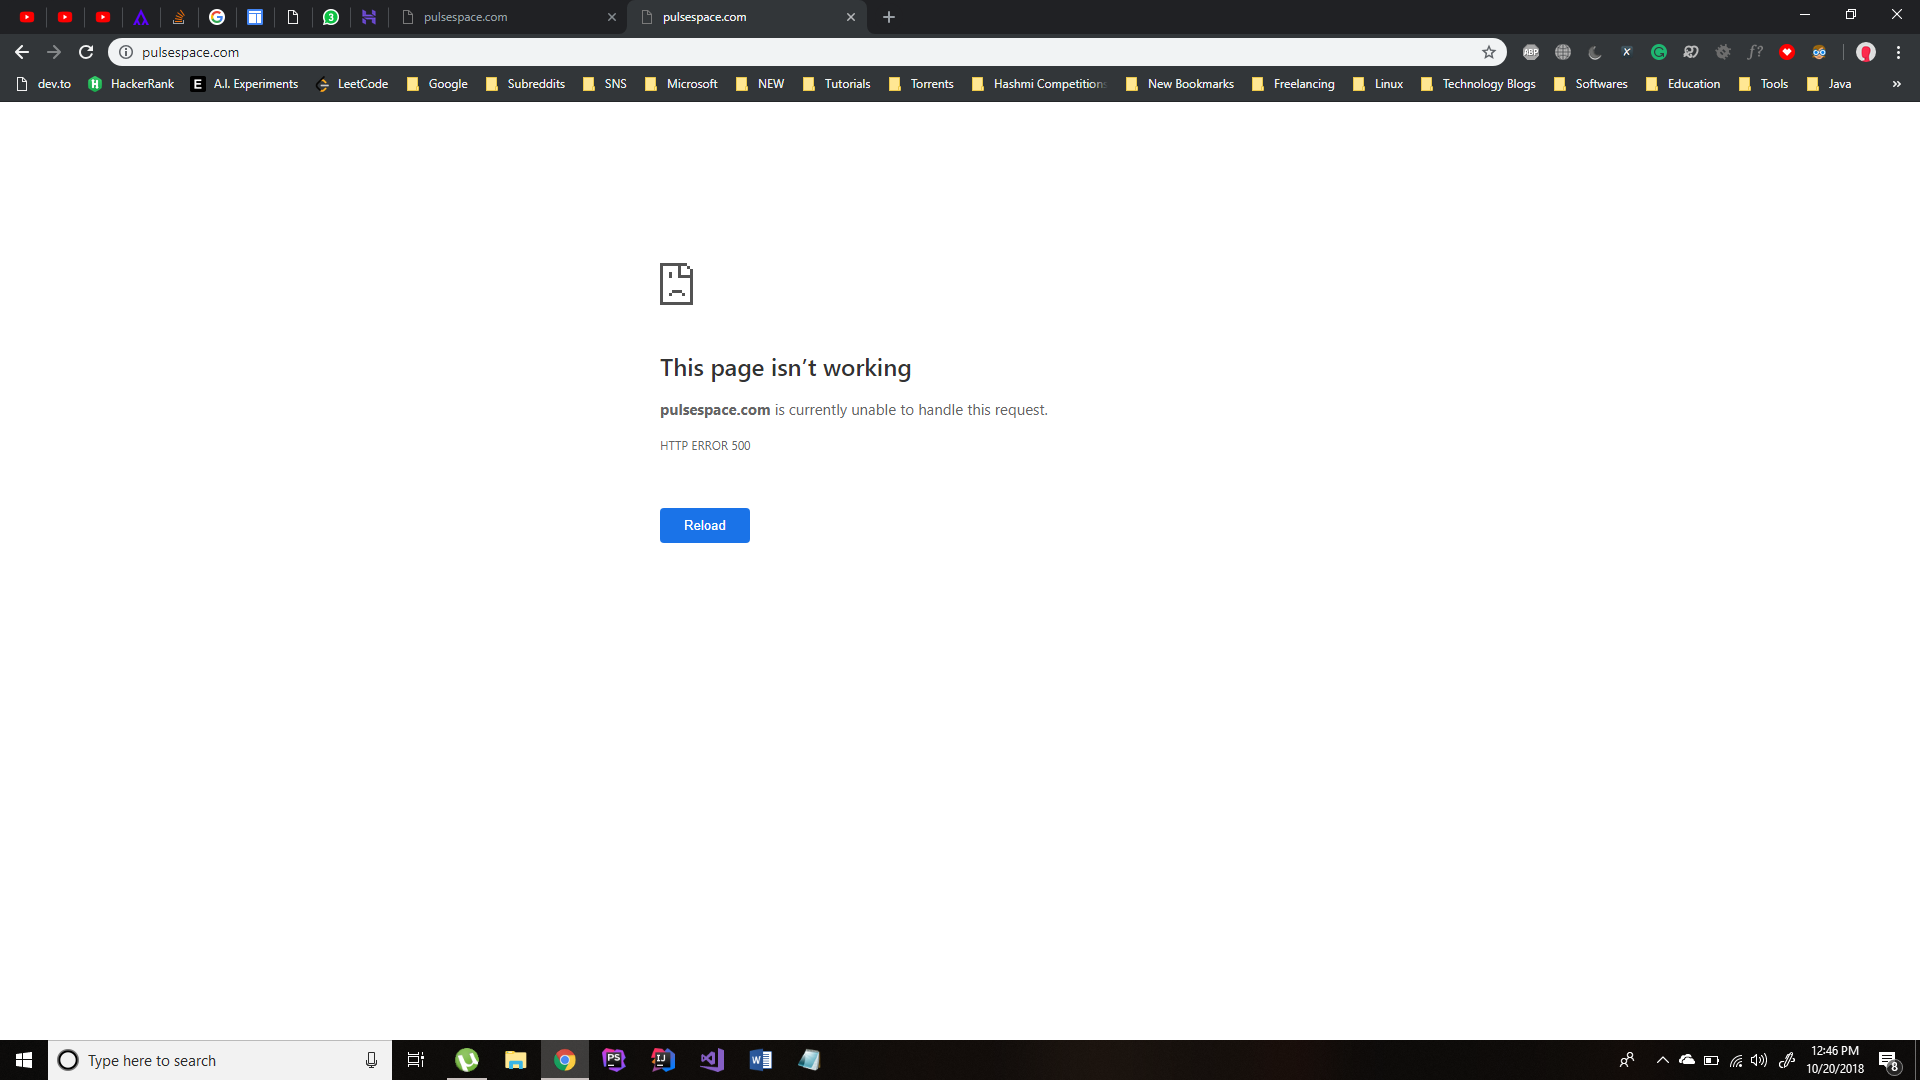 pulsespace.com
pulsespace.com
pulsespace.com
dev.to HackerRank A.I. Experiments LeetCode Google Subreddits SNS Microsoft NEW Tutorials Torrents Hashmi Competitions New Bookmarks Freelancing Linux Technology Blogs Softwares Education Tools Java »
This page isn’t working
pulsespace.com is currently unable to handle this request.
HTTP ERROR 500
Reload
Type here to search
12:46 PM
10/20/2018
8